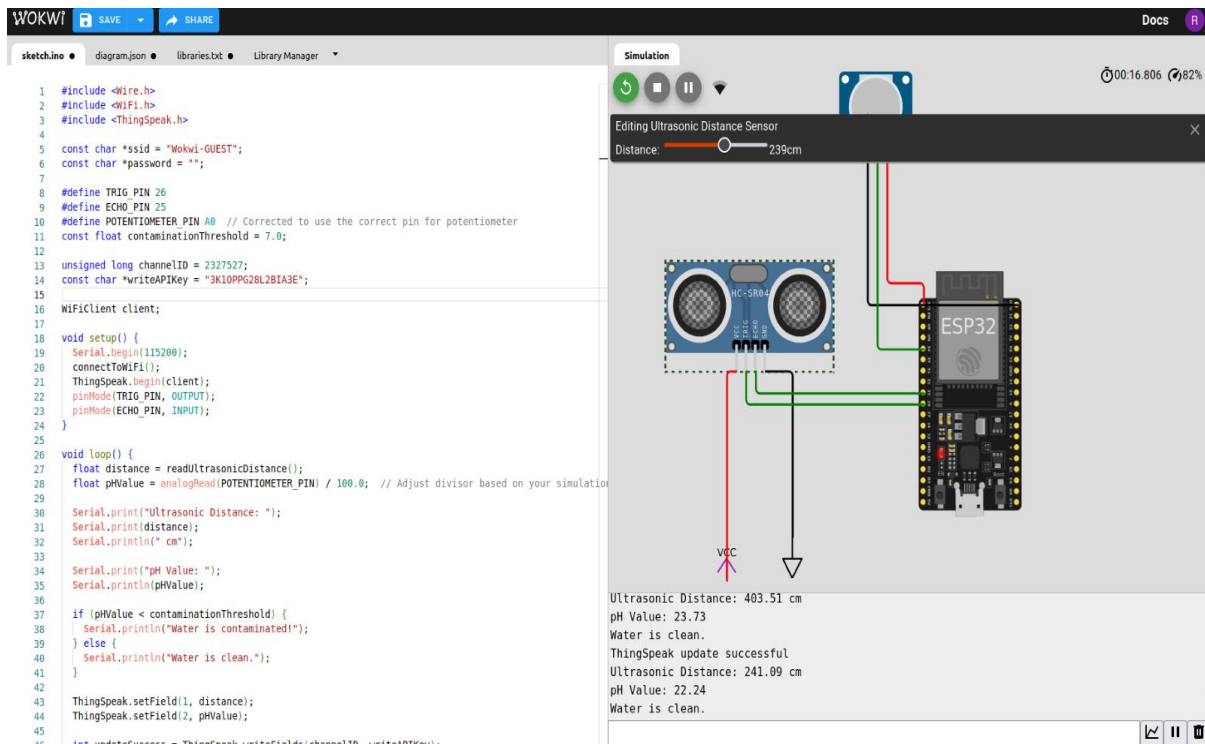 WOKWI SAVE SHARE Docs R
sketch.ino diagram.json libraries.txt Library Manager
1 #include <Wire.h>
2 #include <WiFi.h>
3 #include <ThingSpeak.h>
4
5 const char *ssid = "Wokwi-GUEST";
6 const char *password = "";
7
8 #define TRIG_PIN 26
9 #define ECHO_PIN 25
10 #define POTENTIOMETER_PIN A0  // Corrected to use the correct pin for potentiometer
11 const float contaminationThreshold = 7.0;
12
13 unsigned long channelID = 2327527;
14 const char *writeAPIKey = "3K1OPPG28L2BIA3E";
15
16 WiFiClient client;
17
18 void setup() {
19   Serial.begin(115200);
20   connectToWiFi();
21   ThingSpeak.begin(client);
22   pinMode(TRIG_PIN, OUTPUT);
23   pinMode(ECHO_PIN, INPUT);
24 }
25
26 void loop() {
27   float distance = readUltrasonicDistance();
28   float pHValue = analogRead(POTENTIOMETER_PIN) / 100.0;  // Adjust divisor based on your simulatio
29
30   Serial.print("Ultrasonic Distance: ");
31   Serial.print(distance);
32   Serial.println(" cm");
33
34   Serial.print("pH Value: ");
35   Serial.println(pHValue);
36
37   if (pHValue < contaminationThreshold) {
38     Serial.println("Water is contaminated!");
39   } else {
40     Serial.println("Water is clean.");
41   }
42
43   ThingSpeak.setField(1, distance);
44   ThingSpeak.setField(2, pHValue);
45
46   int updateSuccess = ThingSpeak.writeFields(channelID, writeAPIKey);
Simulation
00:16.806 82%
Editing Ultrasonic Distance Sensor
Distance: 239cm
HC-SR04
VCC
TRIG
ECHO
GND
ESP32
VCC
Ultrasonic Distance: 403.51 cm
pH Value: 23.73
Water is clean.
ThingSpeak update successful
Ultrasonic Distance: 241.09 cm
pH Value: 22.24
Water is clean.